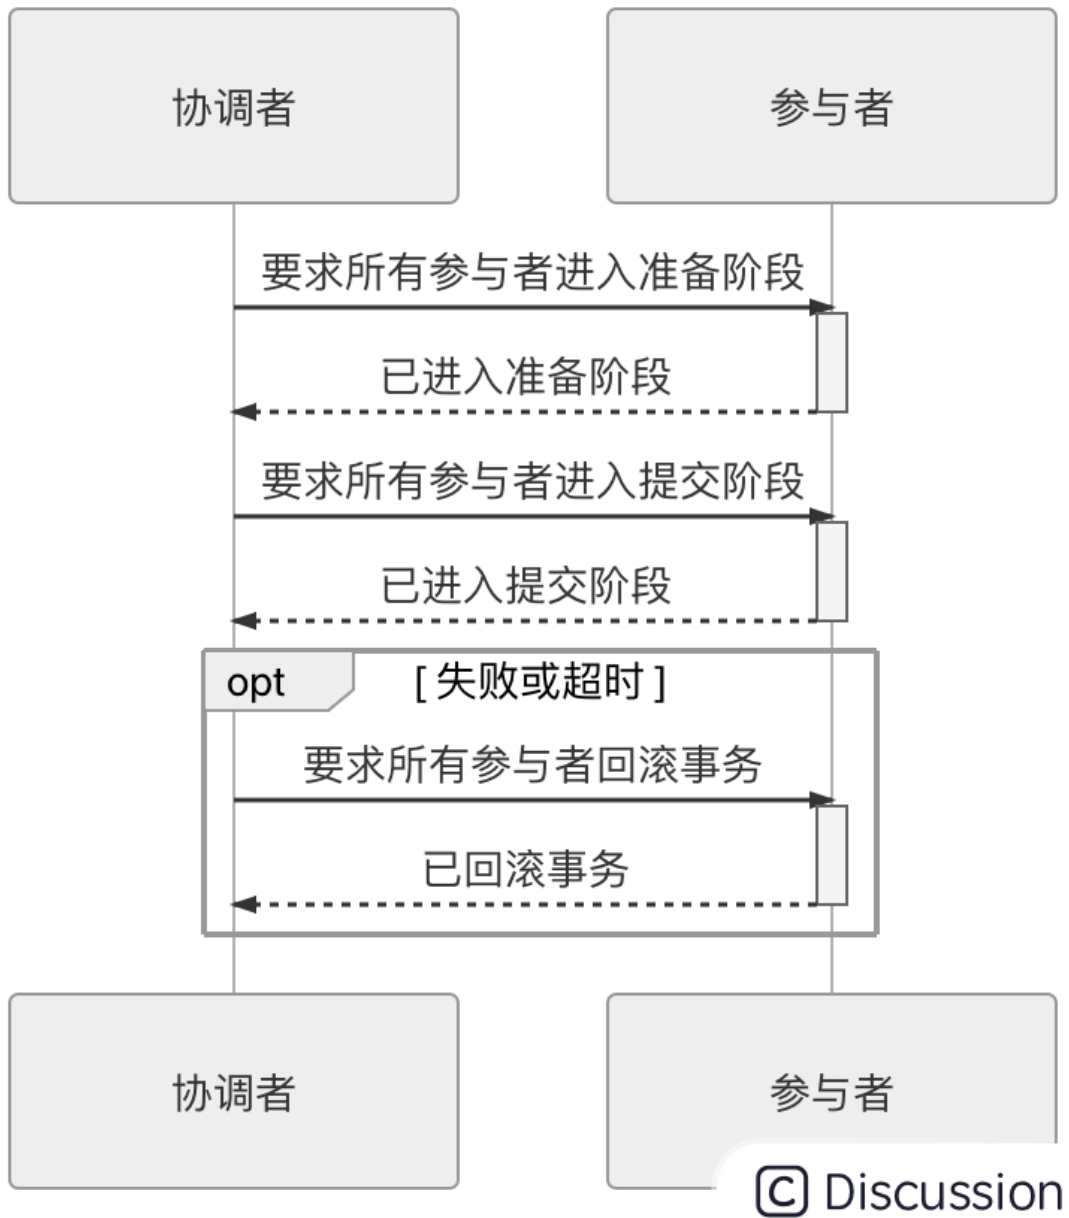 协调者
参与者
要求所有参与者进入准备阶段
已进入准备阶段
要求所有参与者进入提交阶段
已进入提交阶段
opt
[ 失败或超时 ]
要求所有参与者回滚事务
已回滚事务
协调者
参与者
C Discussion